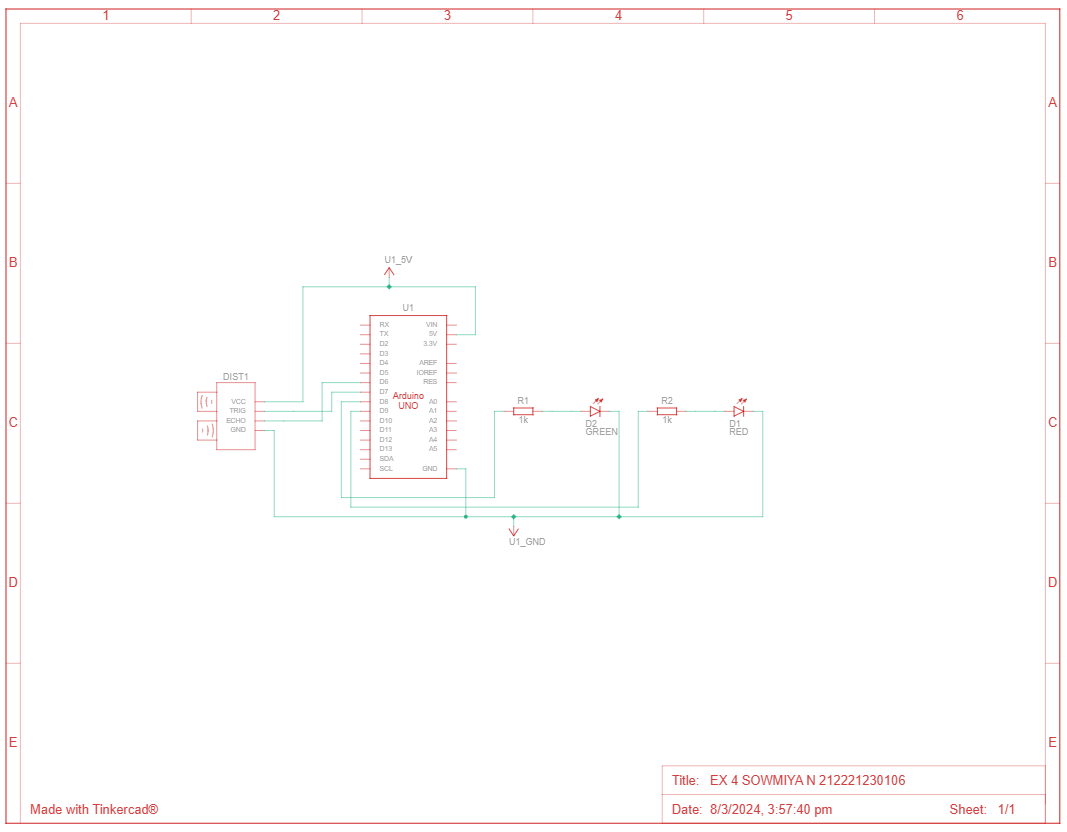 1 2 3 4 5 6
A A
B B
C C
D D
E E
U1_5V
U1
RX VIN
TX 5V
D2 3.3V
D3
D4 AREF
D5 IOREF
D6 RES
D7
D8 A0
D9 A1
D10 A2
D11 A3
D12 A4
D13 A5
SDA
SCL GND
Arduino
UNO
DIST1
VCC
TRIG
ECHO
GND
R1
1k
D2
GREEN
R2
1k
D1
RED
U1_GND
Title: EX 4 SOWMIYA N 212221230106
Made with Tinkercad®
Date: 8/3/2024, 3:57:40 pm Sheet: 1/1